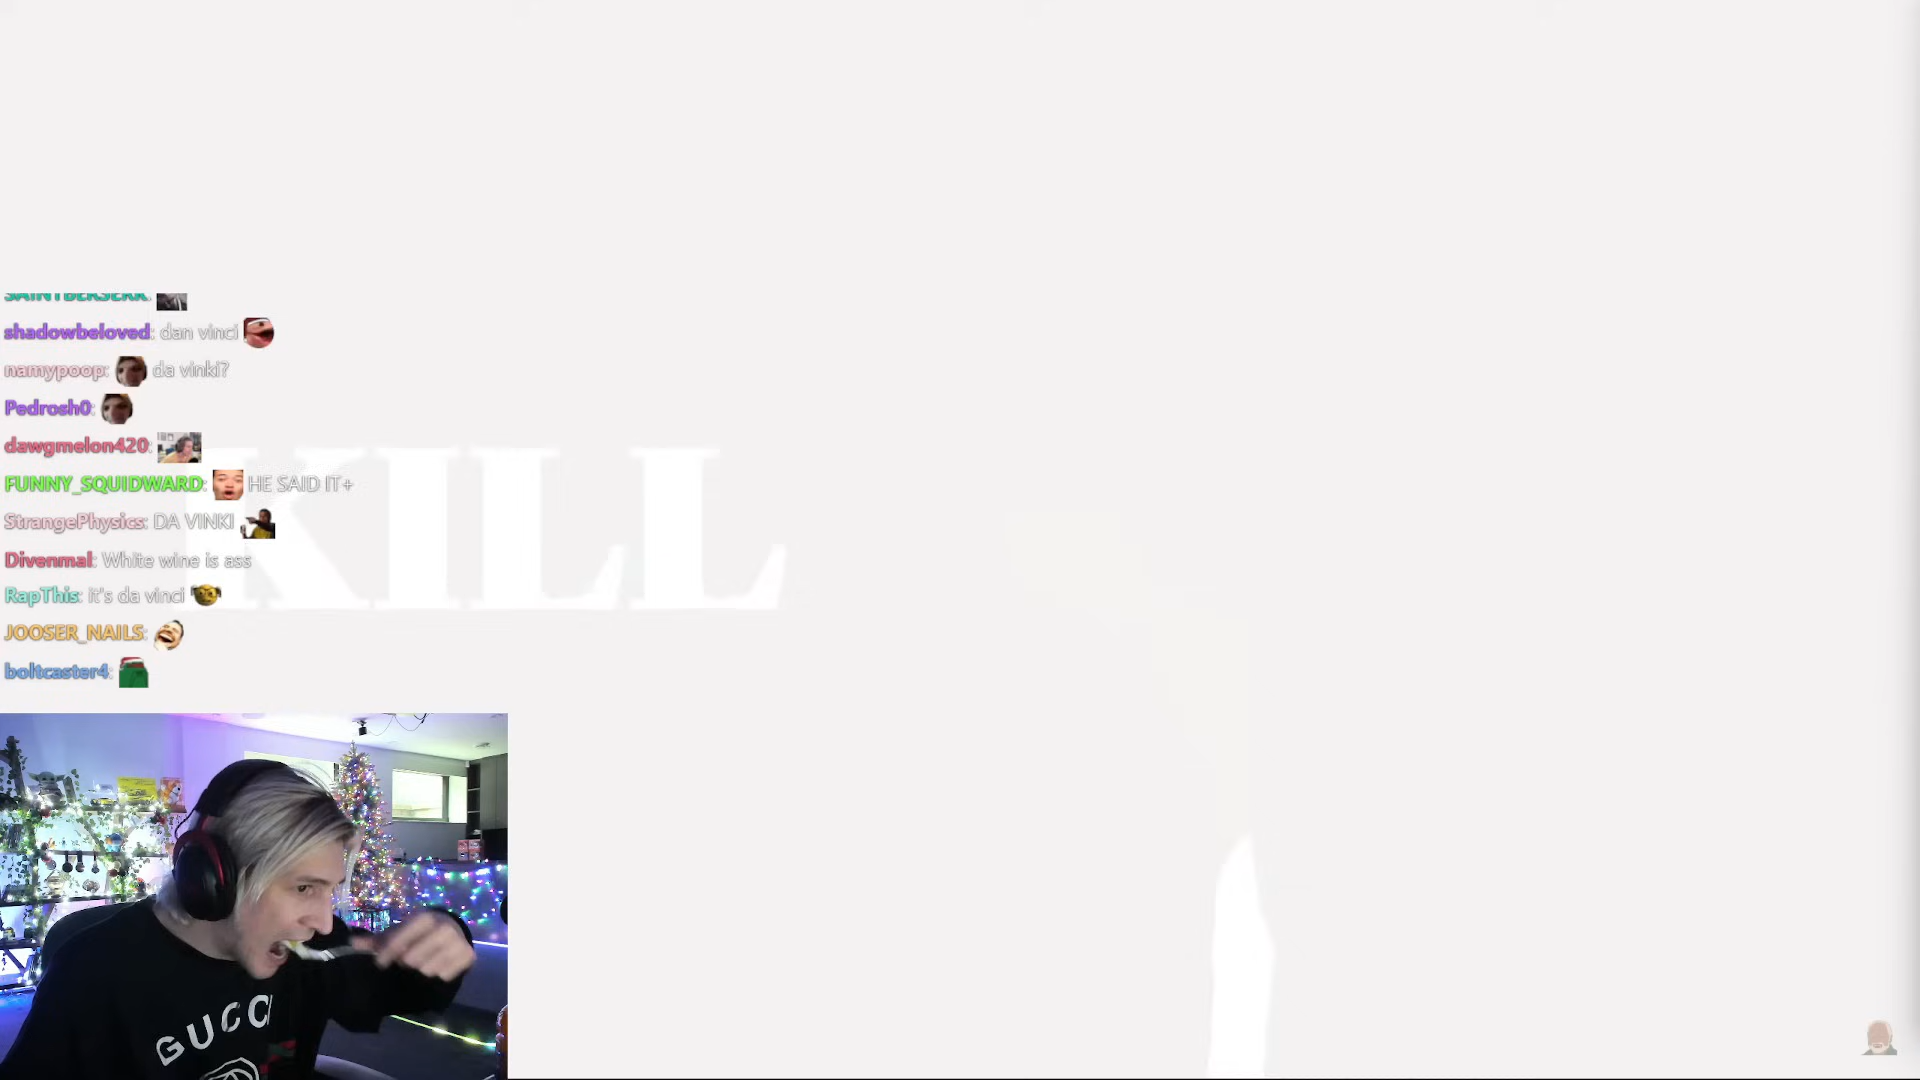 SAINTBERSERK:
shadowbeloved: dan vinci
namypoop: da vinki?
Pedrosh0:
dawgmelon420:
FUNNY_SQUIDWARD: HE SAID IT+
StrangePhysics: DA VINKI
Divenmal: White wine is ass
RapThis: it's da vinci
JOOSER_NAILS:
boltcaster4:
KILL
GUCCI